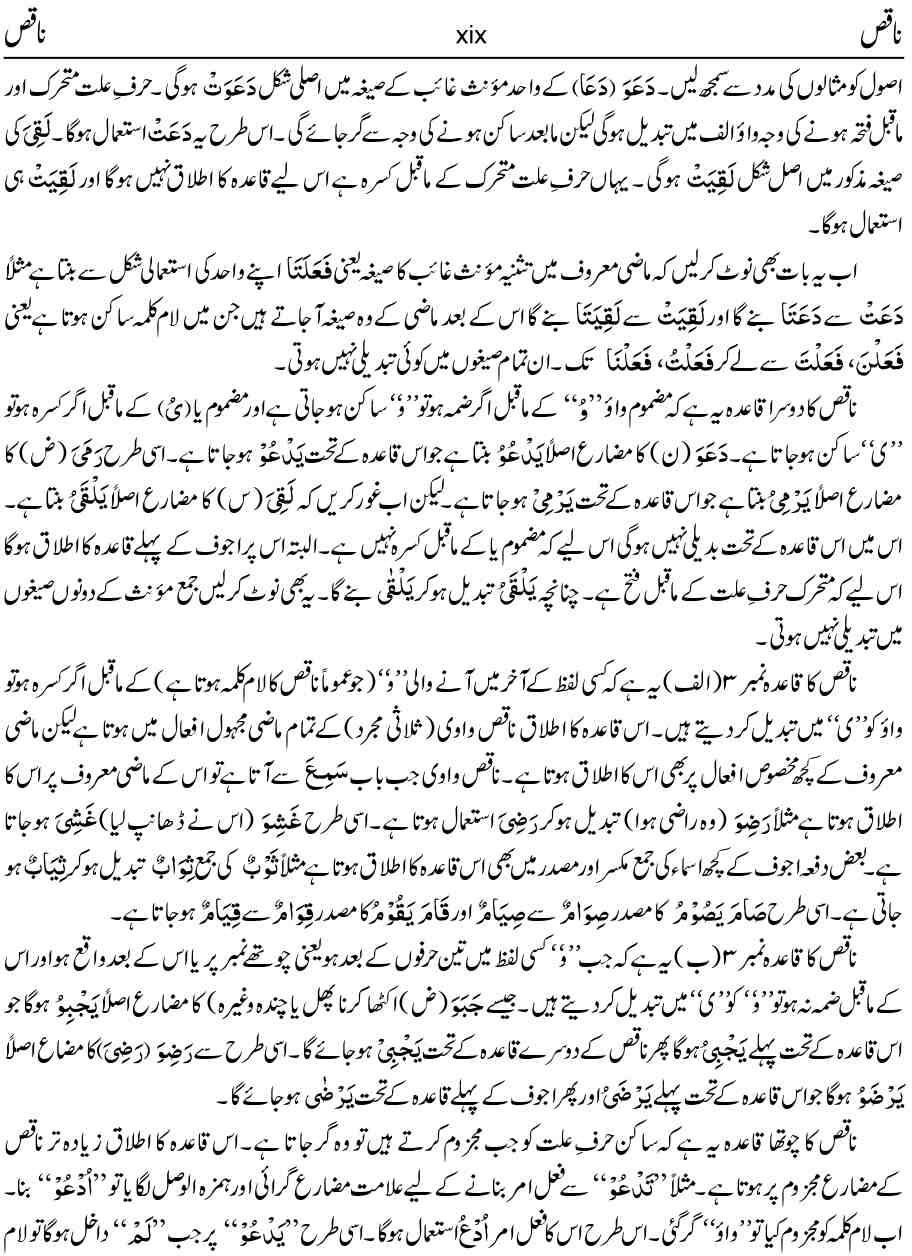 ناقص xix ناقص
اصول کو مثالوں کی مدد سے سمجھ لیں۔ دَعَوَ (دَعَا) کے واحد مؤنث غائب کے صیغہ میں اصلی شکل دَعَوَتْ ہوگی۔ حرفِ علت متحرک اور
ماقبل فتحہ ہونے کی وجہ واؤ الف میں تبدیل ہوگی لیکن مابعد ساکن ہونے کی وجہ سے گر جائے گی۔ اس طرح یہ دَعَتْ استعمال ہوگا۔ لَقِیَ کی
صیغہ مذکور میں اصل شکل لَقِیَتْ ہوگی۔ یہاں حرفِ علت متحرک کے ماقبل کسرہ ہے اس لیے قاعدہ کا اطلاق نہیں ہوگا اور لَقِیَتْ ہی
استعمال ہوگا۔
اب یہ بات بھی نوٹ کرلیں کہ ماضی معروف میں تثنیہ مؤنث غائب کا صیغہ یعنی فَعَلَتَا اپنے واحد کی استعمالی شکل سے بنتا ہے مثلاً
دَعَتْ سے دَعَتَا بنے گا اور لَقِیَتْ سے لَقِیَتَا بنے گا اس کے بعد ماضی کے وہ صیغہ آجاتے ہیں جن میں لام کلمہ ساکن ہوتا ہے یعنی
فَعَلْنَ، فَعَلْتَ سے لے کر فَعَلْتُ، فَعَلْنَا تک۔ ان تمام صیغوں میں کوئی تبدیلی نہیں ہوتی۔
ناقص کا دوسرا قاعدہ یہ ہے کہ مضموم واؤ ’’وُ‘‘ کے ماقبل اگر ضمہ ہو تو ’’وْ‘‘ ساکن ہو جاتی ہے اور مضموم یا (یُ) کے ماقبل اگر کسرہ ہو تو
’’ی‘‘ ساکن ہو جاتا ہے۔ دَعَوَ (ن) کا مضارع اصلاً یَدْعُوُ بنتا ہے جو اس قاعدہ کے تحت یَدْعُوْ ہو جاتا ہے۔ اسی طرح رَمَیَ (ض) کا
مضارع اصلاً یَرْمِیُ بنتا ہے جو اس قاعدہ کے تحت یَرْمِیْ ہو جاتا ہے۔ لیکن اب غور کریں کہ لَقِیَ (س) کا مضارع اصلاً یَلْقَیُ بنتا ہے۔
اس میں اس قاعدہ کے تحت بدیلی نہیں ہوگی اس لیے کہ مضموم یا کے ماقبل کسرہ نہیں ہے۔ البتہ اس پر اجوف کے پہلے قاعدہ کا اطلاق ہوگا
اس لیے کہ متحرک حرفِ علت کے ماقبل فتح ہے۔ چنانچہ یَلْقَیُ تبدیل ہو کر یَلْقٰی بنے گا۔ یہ بھی نوٹ کرلیں جمع مؤنث کے دونوں صیغوں
میں تبدیلی نہیں ہوتی۔
ناقص کا قاعدہ نمبر ۳ (الف) یہ ہے کہ کسی لفظ کے آخر میں آنے والی ’’و‘‘ (جو عموماً ناقص کا لام کلمہ ہوتا ہے) کے ماقبل اگر کسرہ ہو تو
واؤ کو ’’ی‘‘ میں تبدیل کر دیتے ہیں۔ اس قاعدہ کا اطلاق ناقص واوی (ثلاثی مجرد) کے تمام ماضی مجہول افعال میں ہوتا ہے لیکن ماضی
معروف کے کچھ مخصوص افعال پر بھی اس کا اطلاق ہوتا ہے۔ ناقص واوی جب باب سَمِعَ سے آتا ہے تو اس کے ماضی معروف پر اس کا
اطلاق ہوتا ہے مثلاً رَضِوَ (وہ راضی ہوا) تبدیل ہو کر رَضِیَ استعمال ہوتا ہے۔ اسی طرح غَشِوَ (اس نے ڈھانپ لیا) غَشِیَ ہو جاتا
ہے۔ بعض دفعہ اجوف کے کچھ اسماء کی جمع مکسر اور مصدر میں بھی اس قاعدہ کا اطلاق ہوتا ہے مثلاً ثَوْبٌ کی جمع ثِوَابٌ تبدیل ہو کر ثِیَابٌ ہو
جاتی ہے۔ اسی طرح صَامَ یَصُوْمُ کا مصدر صِوَامٌ سے صِیَامٌ اور قَامَ یَقُوْمُ کا مصدر قِوَامٌ سے قِیَامٌ ہو جاتا ہے۔
ناقص کا قاعدہ نمبر ۳ (ب) یہ ہے کہ جب ’’وْ‘‘ کسی لفظ میں تین حرفوں کے بعد ہو یعنی چوتھے نمبر پر یا اس کے بعد واقع ہو اور اس
کے ماقبل ضمہ نہ ہو تو ’’وْ‘‘ کو ’’ی‘‘ میں تبدیل کر دیتے ہیں۔ جیسے جَبَوَ (ض) اکٹھا کرنا پھل یا چندہ وغیرہ) کا مضارع اصلاً یَجْبِوُ ہوگا جو
اس قاعدہ کے تحت پہلے یَجْبِیُ ہوگا پھر ناقص کے دوسرے قاعدہ کے تحت یَجْبِیْ ہو جائے گا۔ اسی طرح سے رَضِوَ (رَضِیَ) کا مضاع اصلاً
یَرْضَوُ ہوگا جو اس قاعدہ کے تحت پہلے یَرْضَیُ اور پھر اجوف کے پہلے قاعدہ کے تحت یَرْضٰی ہو جائے گا۔
ناقص کا چوتھا قاعدہ یہ ہے کہ ساکن حرفِ علت کو جب مجزوم کرتے ہیں تو وہ گر جاتا ہے۔ اس قاعدہ کا اطلاق زیادہ تر ناقص
کے مضارع مجزوم پر ہوتا ہے۔ مثلاً ’’تَدْعُوْ‘‘ سے فعل امر بنانے کے لیے علامت مضارع گرائی اور ہمزہ الوصل لگایا تو ’’اُدْعُوْ‘‘ بنا۔
اب لام کلمہ کو مجزوم کیا تو ’’واؤ‘‘ گر گئی۔ اس طرح اس کا فعل امر اُدْعُ استعمال ہوگا۔ اسی طرح ’’یَدْعُوْ‘‘ پر جب ’’لَمْ‘‘ داخل ہوگا تو لام